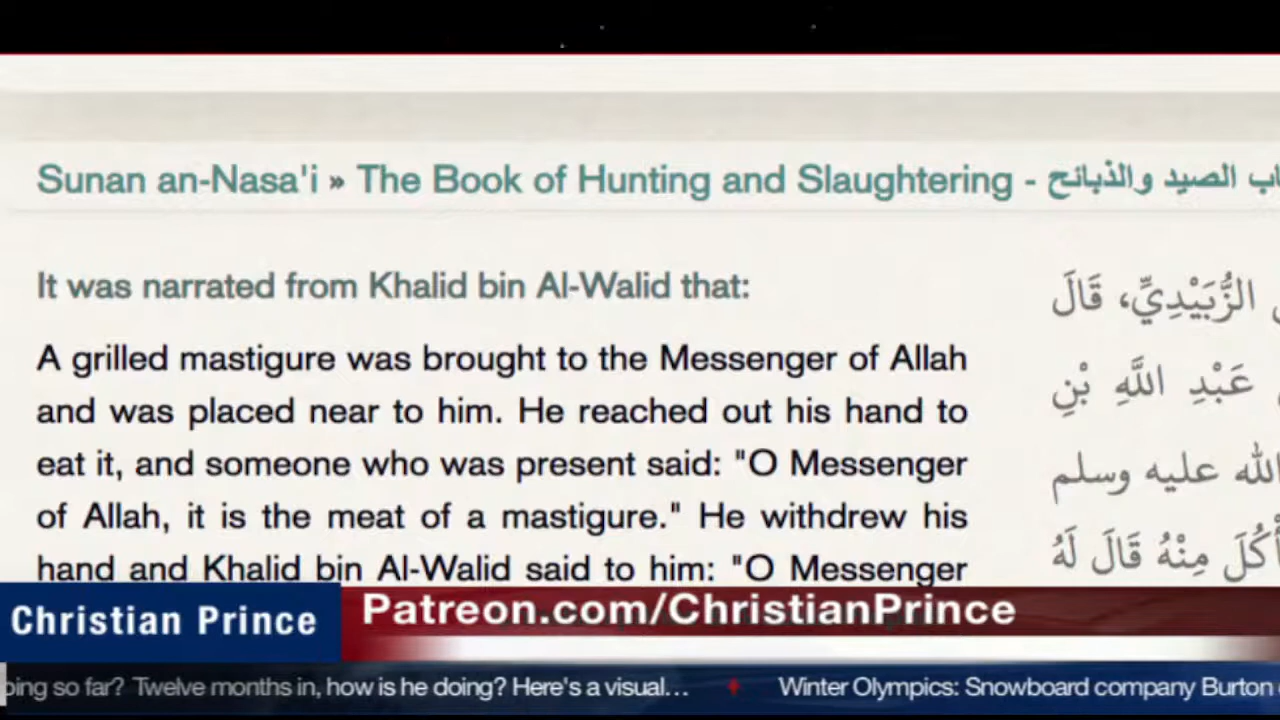 Sunan an-Nasa'i » The Book of Hunting and Slaughtering - اب الصيد والذبائح
It was narrated from Khalid bin Al-Walid that:
A grilled mastigure was brought to the Messenger of Allah
and was placed near to him. He reached out his hand to
eat it, and someone who was present said: "O Messenger
of Allah, it is the meat of a mastigure." He withdrew his
hand and Khalid bin Al-Walid said to him: "O Messenger
الزُّبَيْدِيِّ، قَالَ
عَبْدِ اللَّهِ بْنِ
الله عليه وسلم
أْكُلَ مِنْهُ قَالَ لَهُ
Christian Prince
Patreon.com/ChristianPrince
oing so far? Twelve months in, how is he doing? Here's a visual... Winter Olympics: Snowboard company Burton